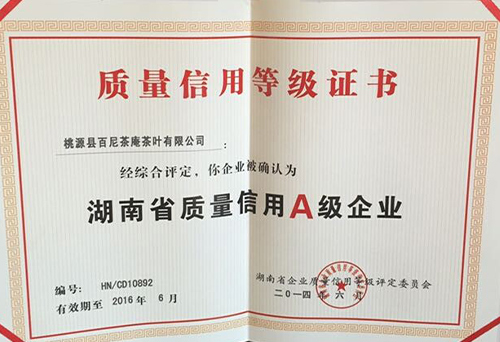 质量信用等级证书
桃源县百尼茶庵茶叶有限公司：
经综合评定，你企业被确认为
湖南省质量信用A级企业
编号： HN/CD10892
湖南省企业质量信用等级评定委员会
有效期至 2016 年 6 月
二〇一四年六月